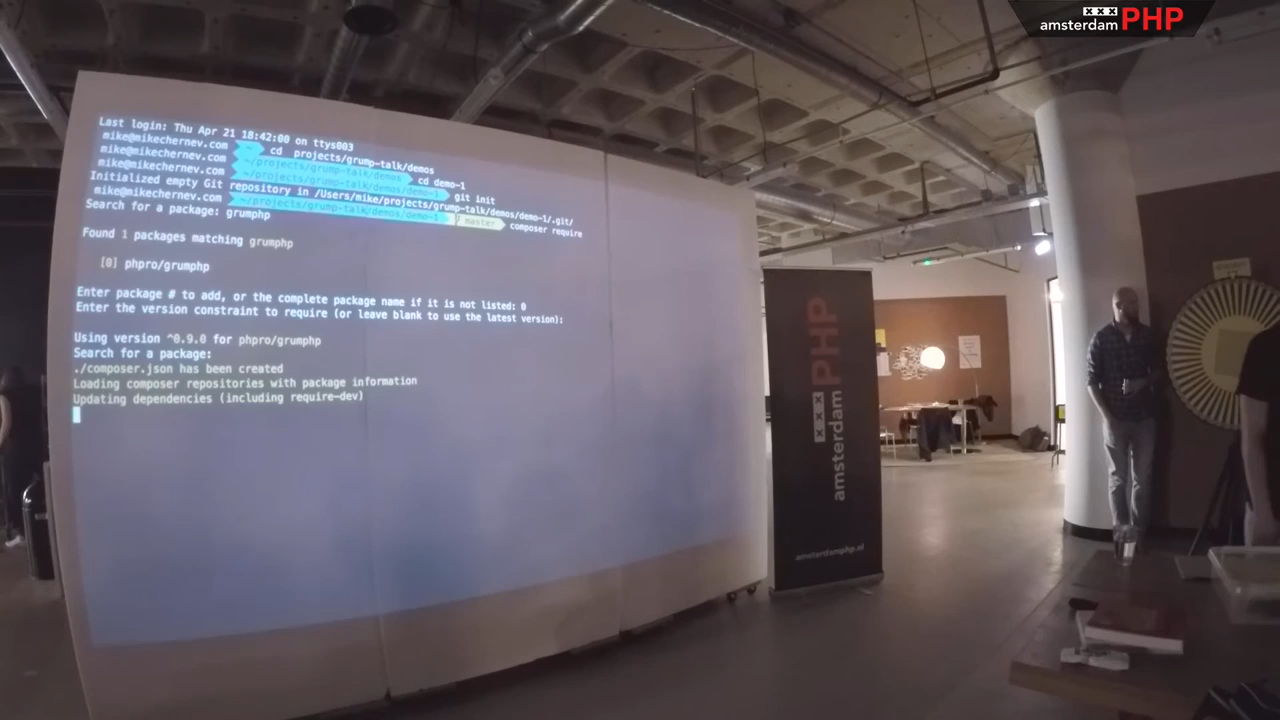 amsterdamPHP
Last login: Thu Apr 21 18:42:00 on ttys003
mike@mikechernev.com ~ cd projects/grump-talk/demos
mike@mikechernev.com ~/projects/grump-talk/demos cd demo-1
mike@mikechernev.com ~/projects/grump-talk/demos/demo-1 git init
Initialized empty Git repository in /Users/mike/projects/grump-talk/demos/demo-1/.git/
mike@mikechernev.com ~/projects/grump-talk/demos/demo-1 master composer require
Search for a package: grumphp
Found 1 packages matching grumphp
[0] phpro/grumphp
Enter package # to add, or the complete package name if it is not listed: 0
Enter the version constraint to require (or leave blank to use the latest version):
Using version ^0.9.0 for phpro/grumphp
Search for a package:
./composer.json has been created
Loading composer repositories with package information
Updating dependencies (including require-dev)
amsterdam PHP
amsterdamphp.nl